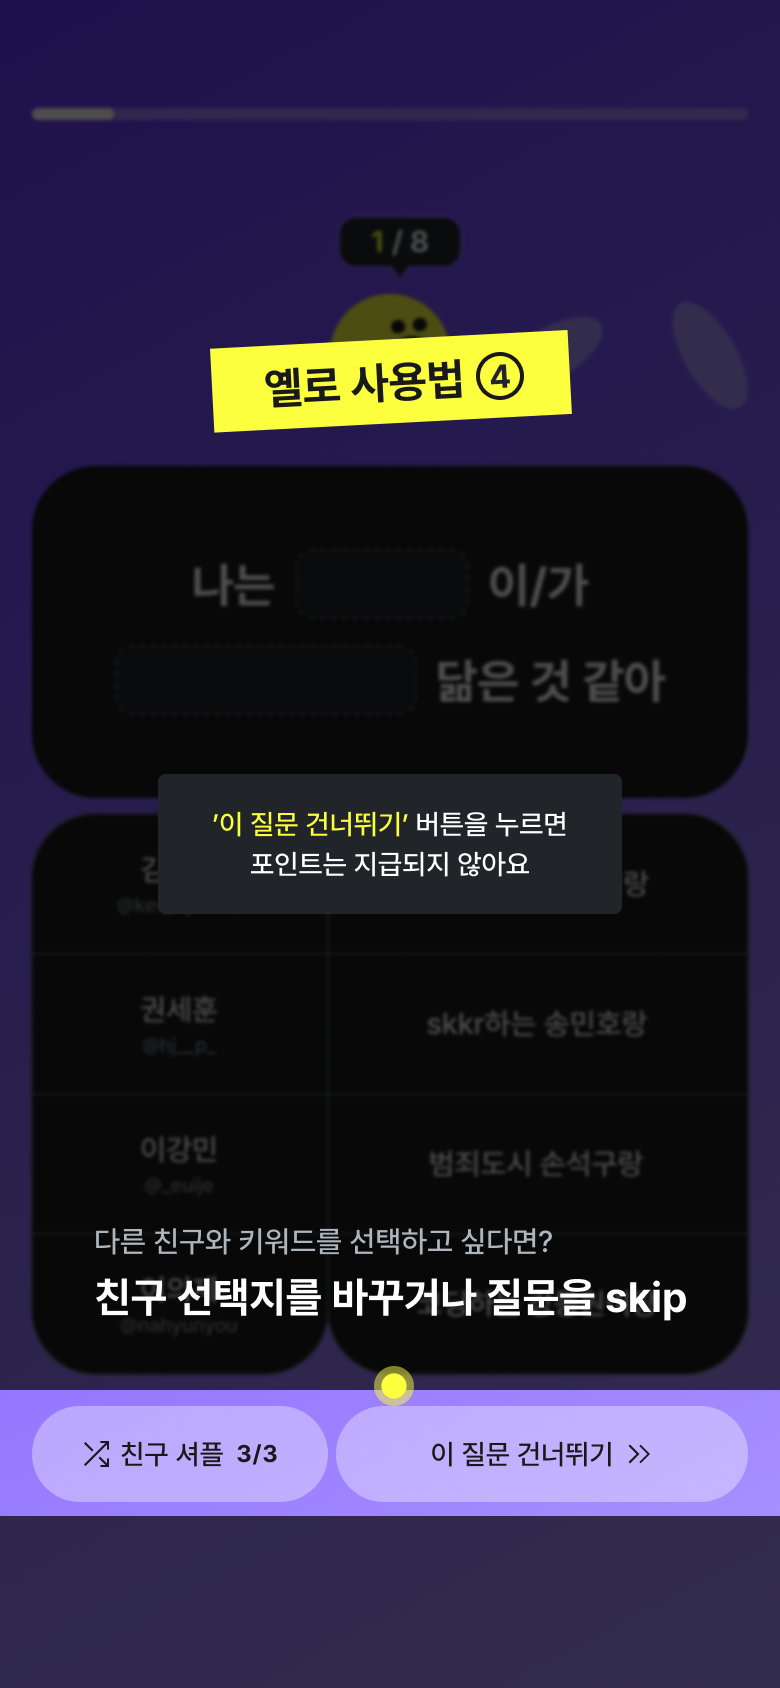 1 / 8
옐로 사용법 ④
나는 이/가
닮은 것 같아
'이 질문 건너뛰기' 버튼을 누르면
포인트는 지급되지 않아요
랑
권세훈
@hj__p_
skkr하는 송민호랑
이강민
@_euije
범죄도시 손석구랑
다른 친구와 키워드를 선택하고 싶다면?
친구 선택지를 바꾸거나 질문을 skip
@nahyunyou
친구 셔플 3/3
이 질문 건너뛰기